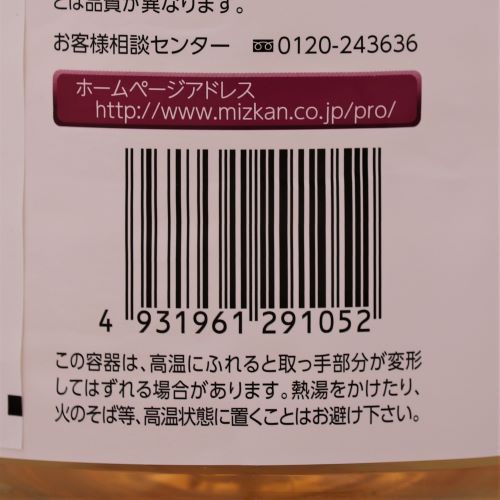 とは品質が異なります。
お客様相談センター 0120-243636
ホームページアドレス
http://www.mizkan.co.jp/pro/
4 931961 291052
この容器は、高温にふれると取っ手部分が変形
してはずれる場合があります。熱湯をかけたり、
火のそば等、高温状態に置くことはお避け下さい。